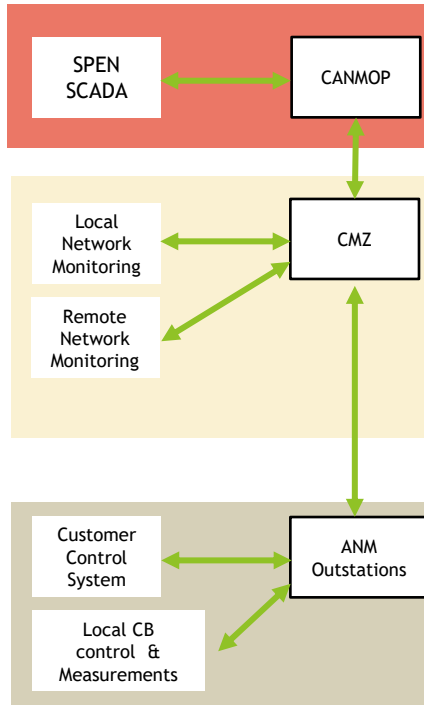 SPEN
SCADA
CANMOP
Local
Network
Monitoring
CMZ
Remote
Network
Monitoring
Customer
Control
System
ANM
Outstations
Local CB
control &
Measurements